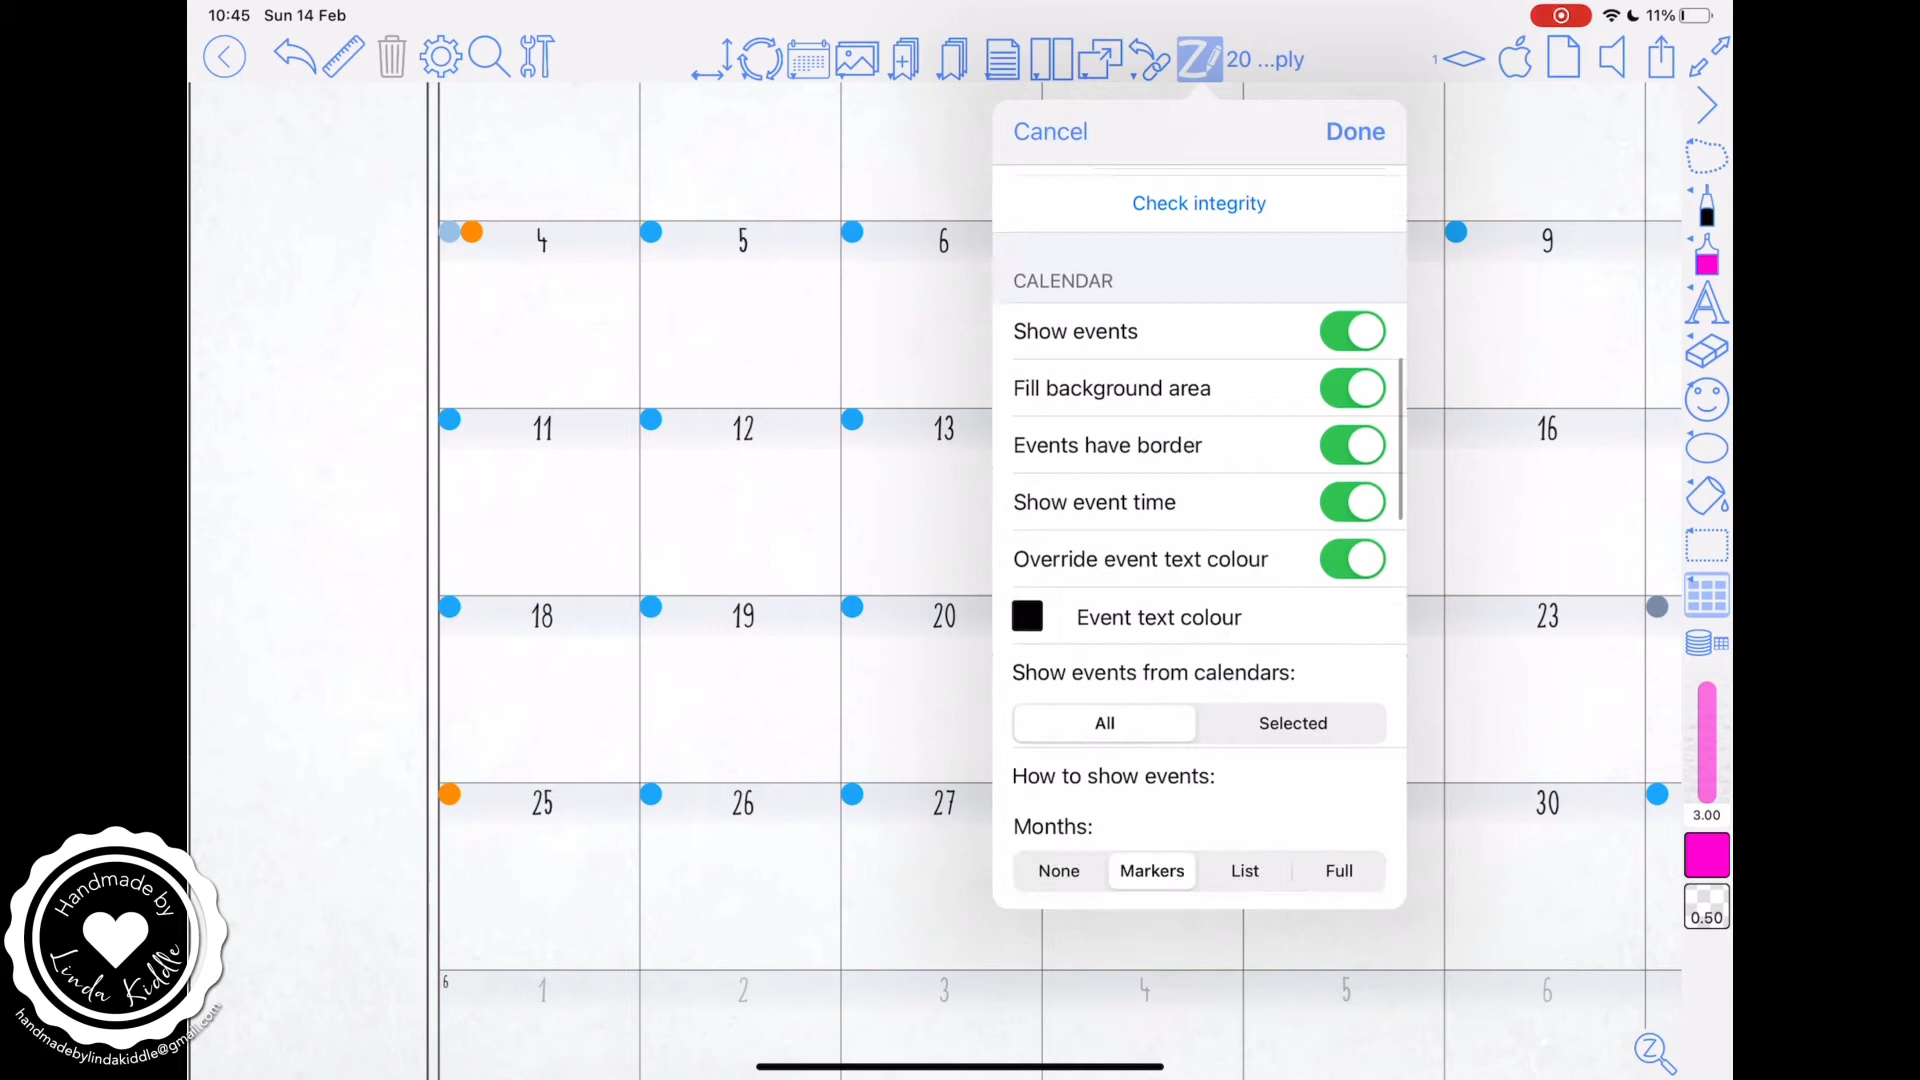 10:45 Sun 14 Feb
11%
20 ...ply
1
Cancel
Done
Check integrity
CALENDAR
Show events
Fill background area
Events have border
Show event time
Override event text colour
Event text colour
Show events from calendars:
All
Selected
How to show events:
Months:
None
Markers
List
Full
4
5
6
9
11
12
13
16
18
19
20
23
25
26
27
30
6
1
2
3
4
5
6
A
Z
Z
3.00
0.50
Handmade by
Linda Kiddle
handmadebylindakiddle@gmail.com